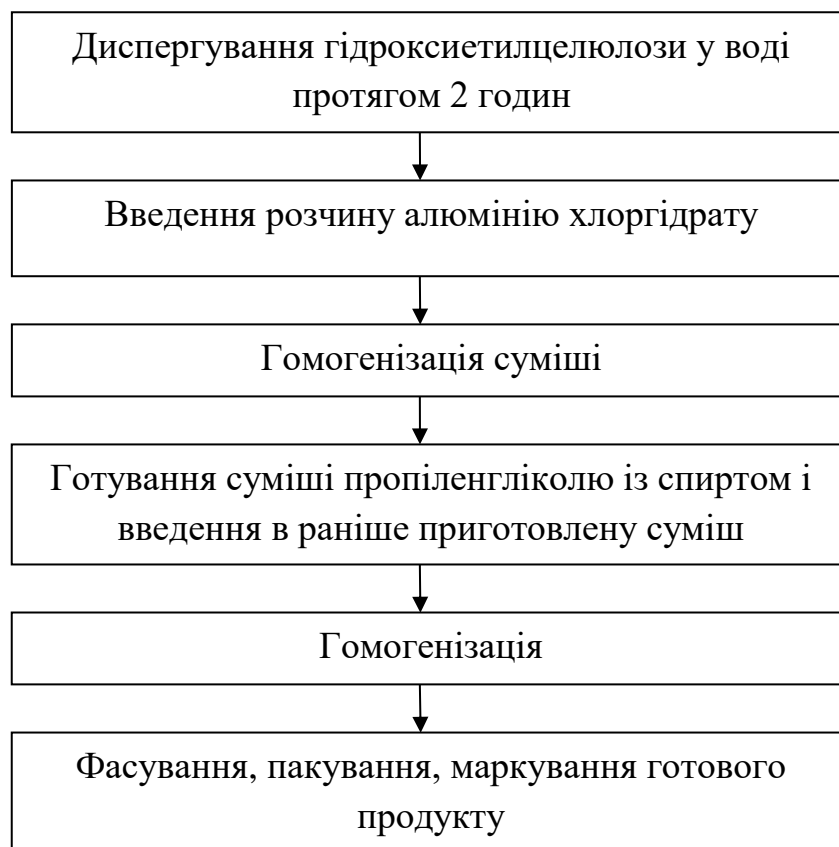 Диспергування гідроксиетилцелюлози у воді
протягом 2 годин
Введення розчину алюмінію хлоргідрату
Гомогенізація суміші
Готування суміші пропіленгліколю із спиртом і
введення в раніше приготовлену суміш
Гомогенізація
Фасування, пакування, маркування готового
продукту